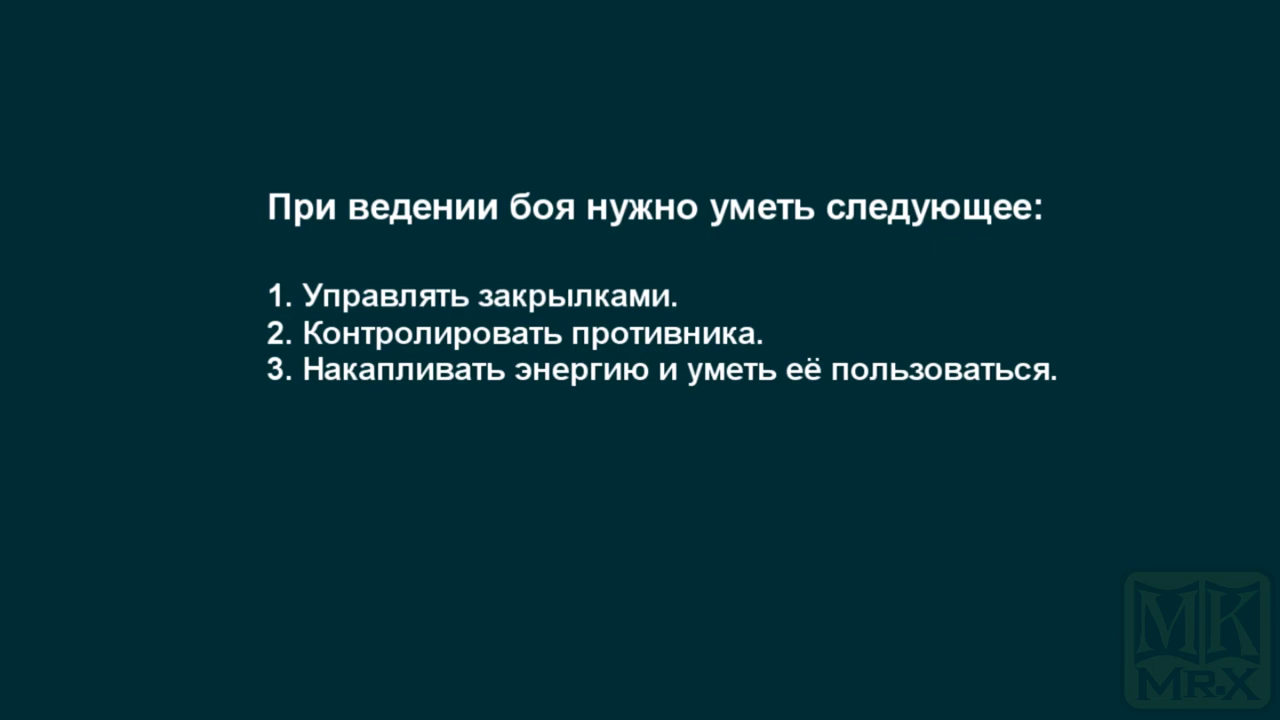 При ведении боя нужно уметь следующее:
1. Управлять закрылками.
2. Контролировать противника.
3. Накапливать энергию и уметь её пользоваться.
MK
MR.X